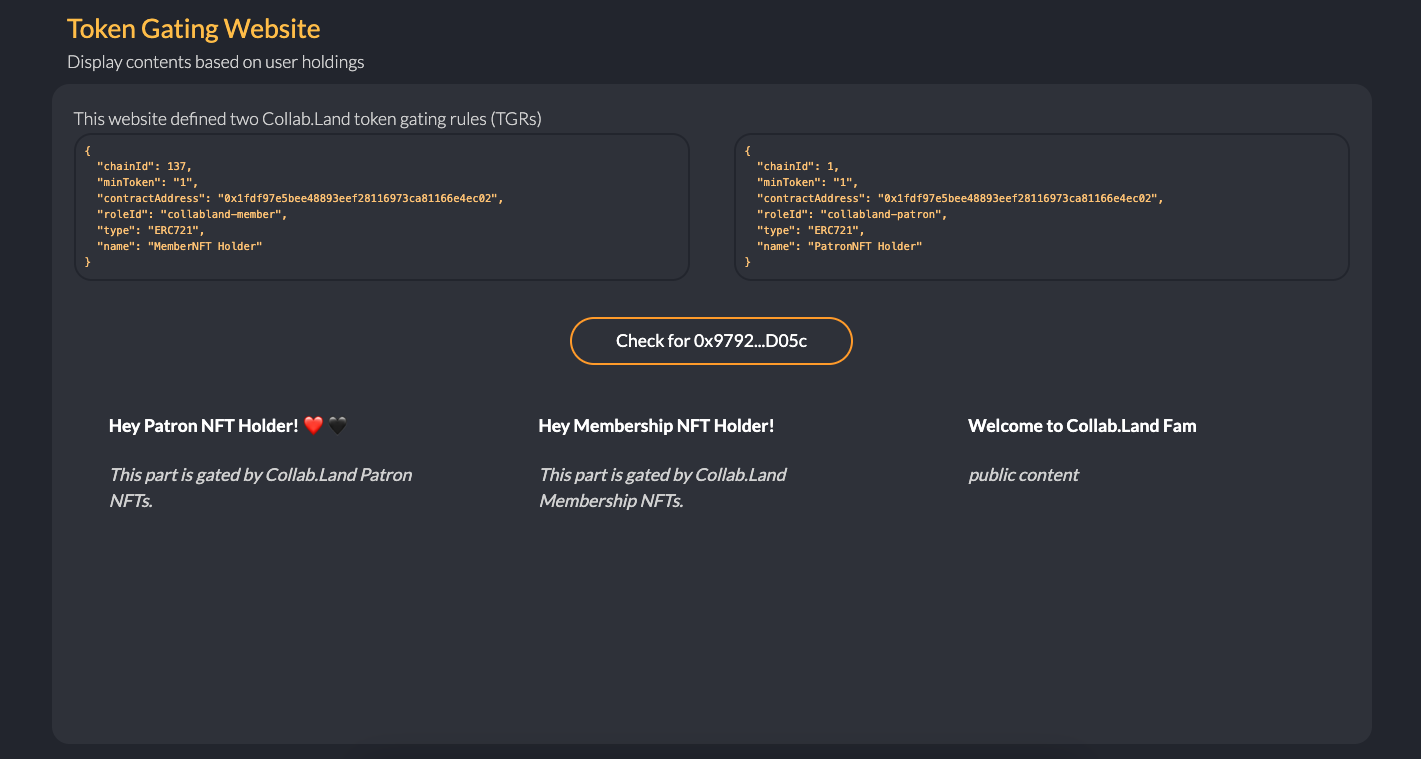 Token Gating Website
Display contents based on user holdings
This website defined two Collab.Land token gating rules (TGRs)
{
"chainId": 137,
"minToken": "1",
"contractAddress": "0x1fdf97e5bee48893eef28116973ca81166e4ec02",
"roleId": "collabland-member",
"type": "ERC721",
"name": "MemberNFT Holder"
}
{
"chainId": 1,
"minToken": "1",
"contractAddress": "0x1fdf97e5bee48893eef28116973ca81166e4ec02",
"roleId": "collabland-patron",
"type": "ERC721",
"name": "PatronNFT Holder"
}
Check for 0x9792...D05c
Hey Patron NFT Holder! ❤️ 🖤
This part is gated by Collab.Land Patron
NFTs.
Hey Membership NFT Holder!
This part is gated by Collab.Land
Membership NFTs.
Welcome to Collab.Land Fam
public content